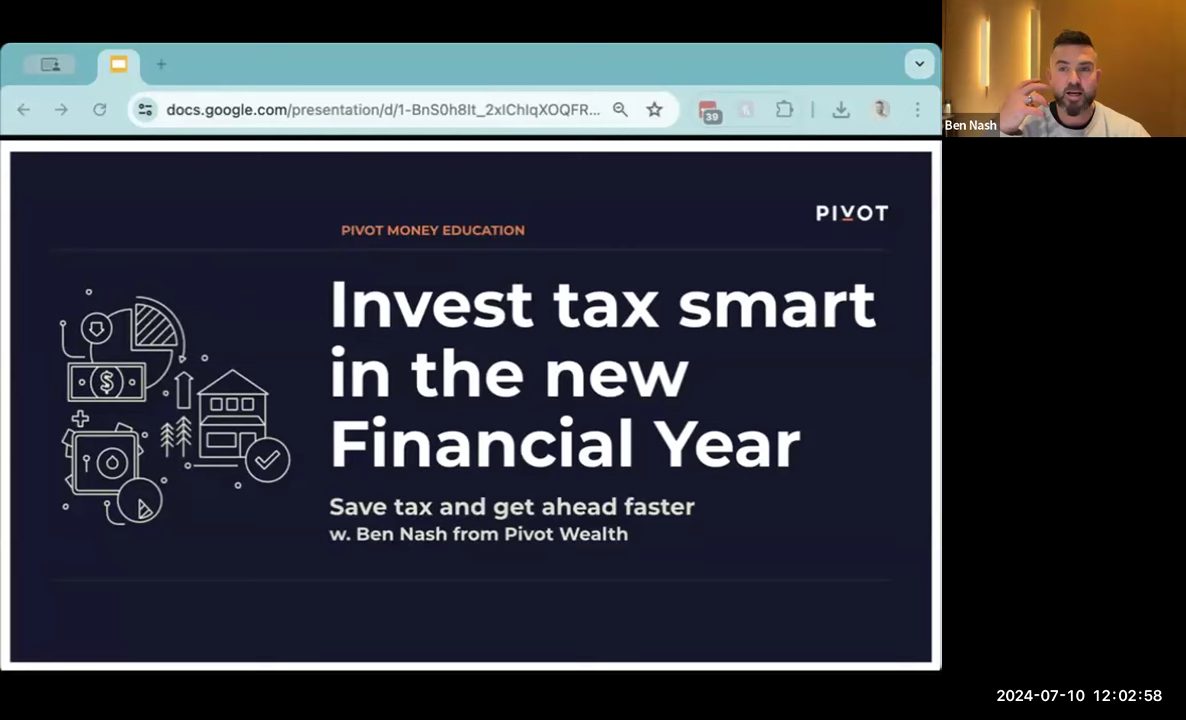 docs.google.com/presentation/d/1-BnS0h8It_2xIChIqXOQFR...
39
Ben Nash
PIVOT
PIVOT MONEY EDUCATION
Invest tax smart
in the new
Financial Year
Save tax and get ahead faster
w. Ben Nash from Pivot Wealth
2024-07-10 12:02:58